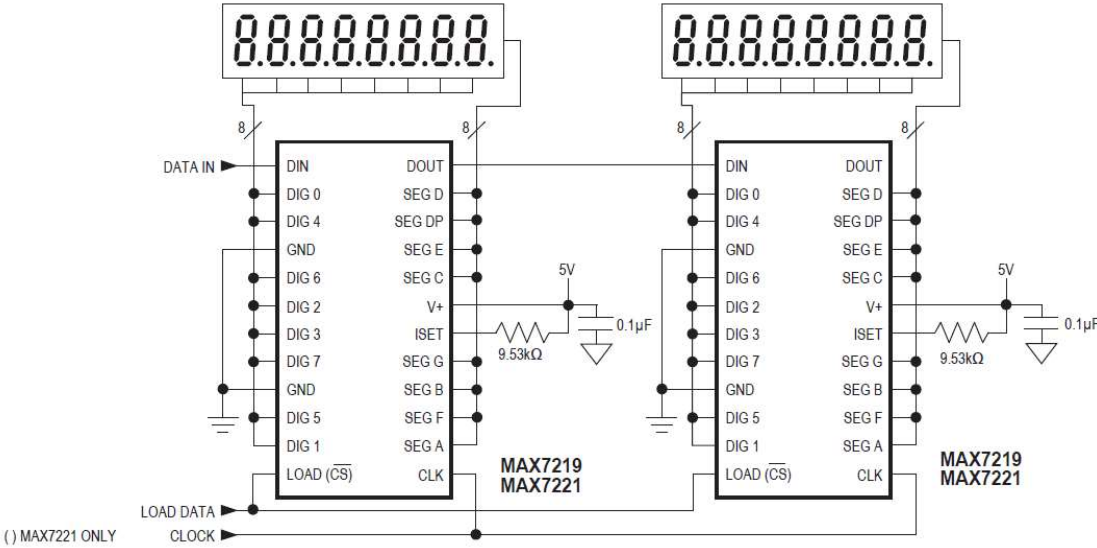 8.8.8.8.8.8.8.8.
8.8.8.8.8.8.8.8.
8
8
8
8
DATA IN
DIN
DOUT
DIG 0
SEG D
DIG 4
SEG DP
GND
SEG E
DIG 6
SEG C
DIG 2
V+
DIG 3
ISET
DIG 7
SEG G
GND
SEG B
DIG 5
SEG F
DIG 1
SEG A
LOAD (CS̅)
CLK
5V
0.1µF
9.53kΩ
MAX7219
MAX7221
DIN
DOUT
DIG 0
SEG D
DIG 4
SEG DP
GND
SEG E
DIG 6
SEG C
DIG 2
V+
DIG 3
ISET
DIG 7
SEG G
GND
SEG B
DIG 5
SEG F
DIG 1
SEG A
LOAD (CS̅)
CLK
5V
0.1µF
9.53kΩ
MAX7219
MAX7221
LOAD DATA
( ) MAX7221 ONLY
CLOCK